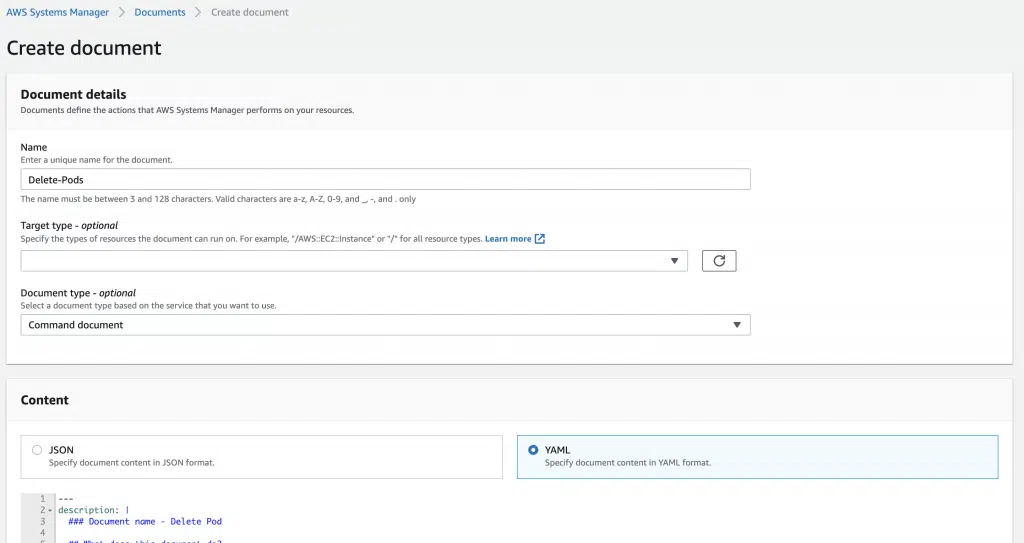 AWS Systems Manager > Documents > Create document
Create document
Document details
Documents define the actions that AWS Systems Manager performs on your resources.
Name
Enter a unique name for the document.
Delete-Pods
The name must be between 3 and 128 characters. Valid characters are a-z, A-Z, 0-9, and _, -, and . only
Target type - optional
Specify the types of resources the document can run on. For example, "/AWS::EC2::Instance" or "/" for all resource types. Learn more
Document type - optional
Select a document type based on the service that you want to use.
Command document
Content
JSON
Specify document content in JSON format.
YAML
Specify document content in YAML format.
1 ---
2 description: |
3 ### Document name - Delete Pod
4
5 ## What does this document do?